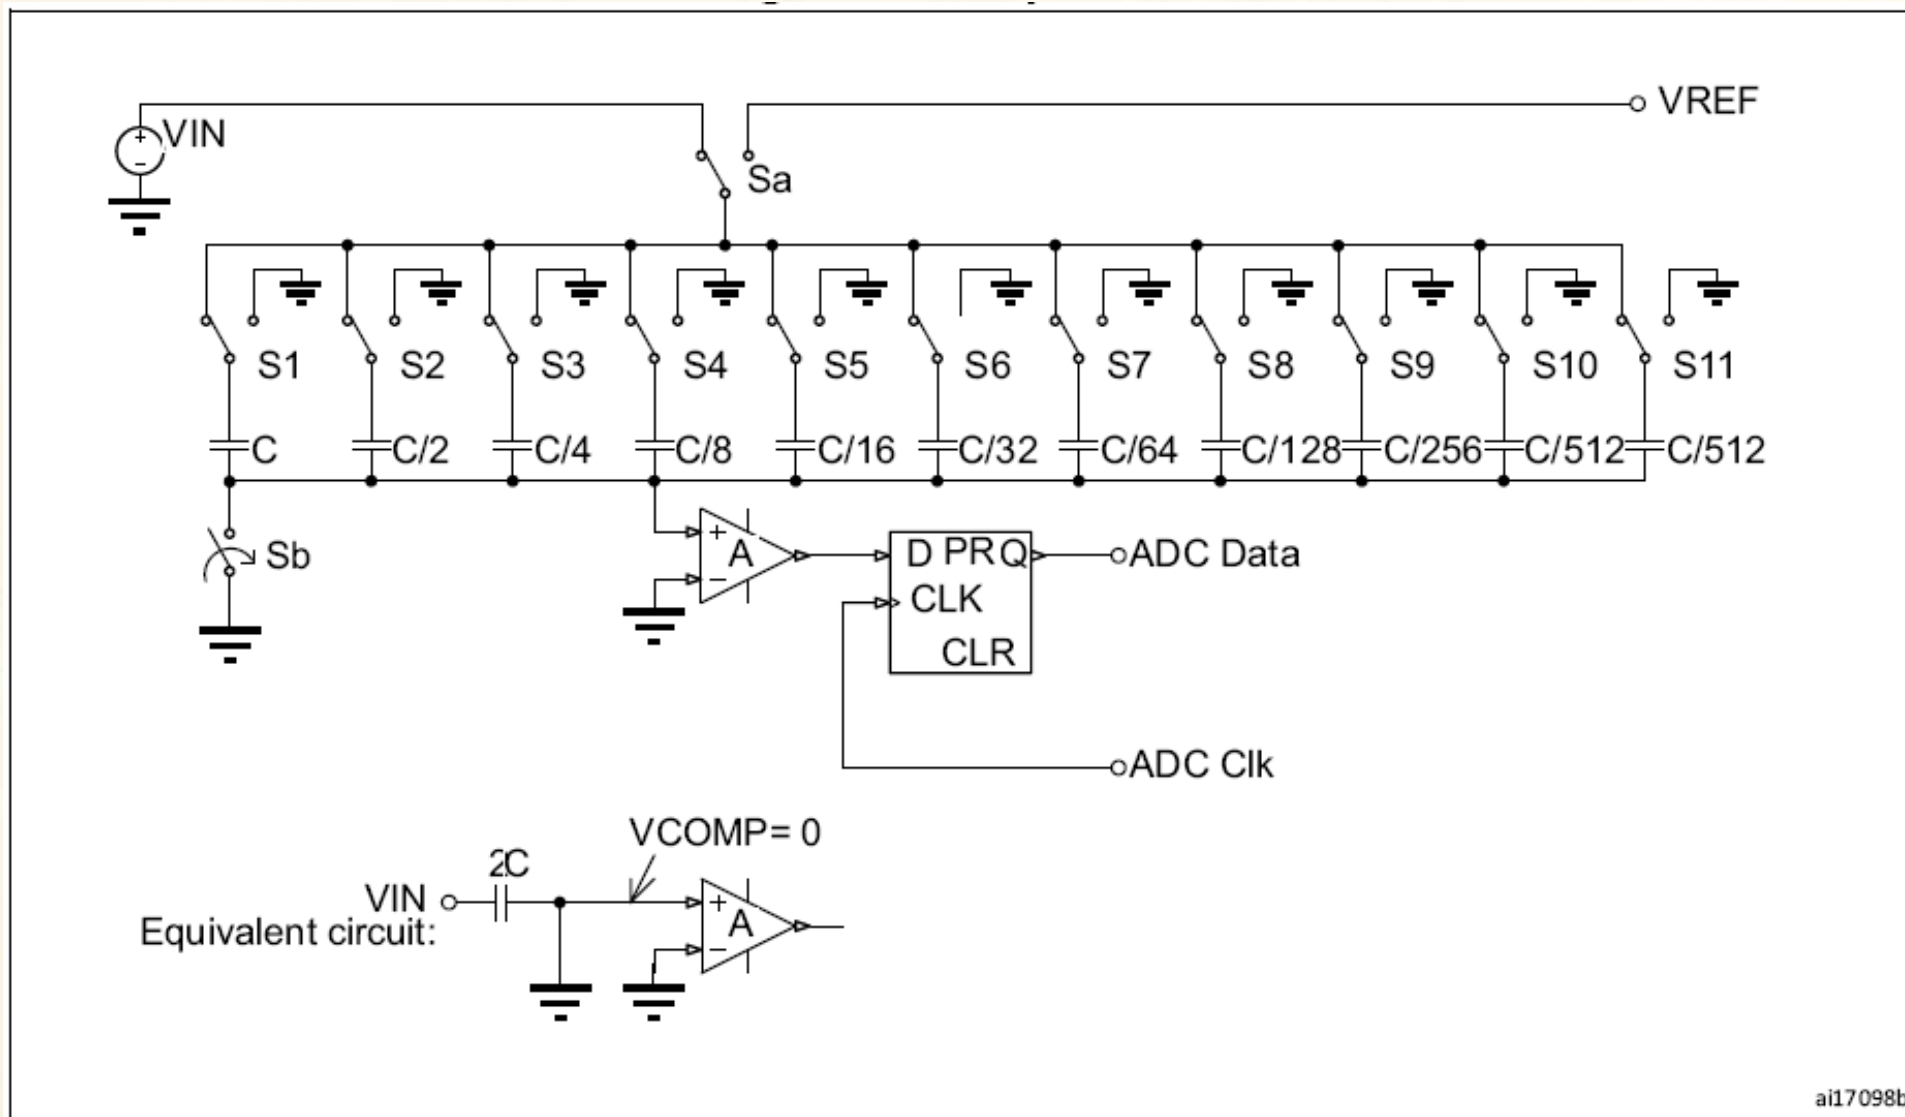 VREF
VIN
+
−
Sa
S1 S2 S3 S4 S5 S6 S7 S8 S9 S10 S11
C C/2 C/4 C/8 C/16 C/32 C/64 C/128 C/256 C/512 C/512
Sb
+
A
−
D PR Q
CLK
CLR
ADC Data
ADC Clk
VCOMP= 0
2C
VIN
+
A
−
Equivalent circuit:
ai17098b